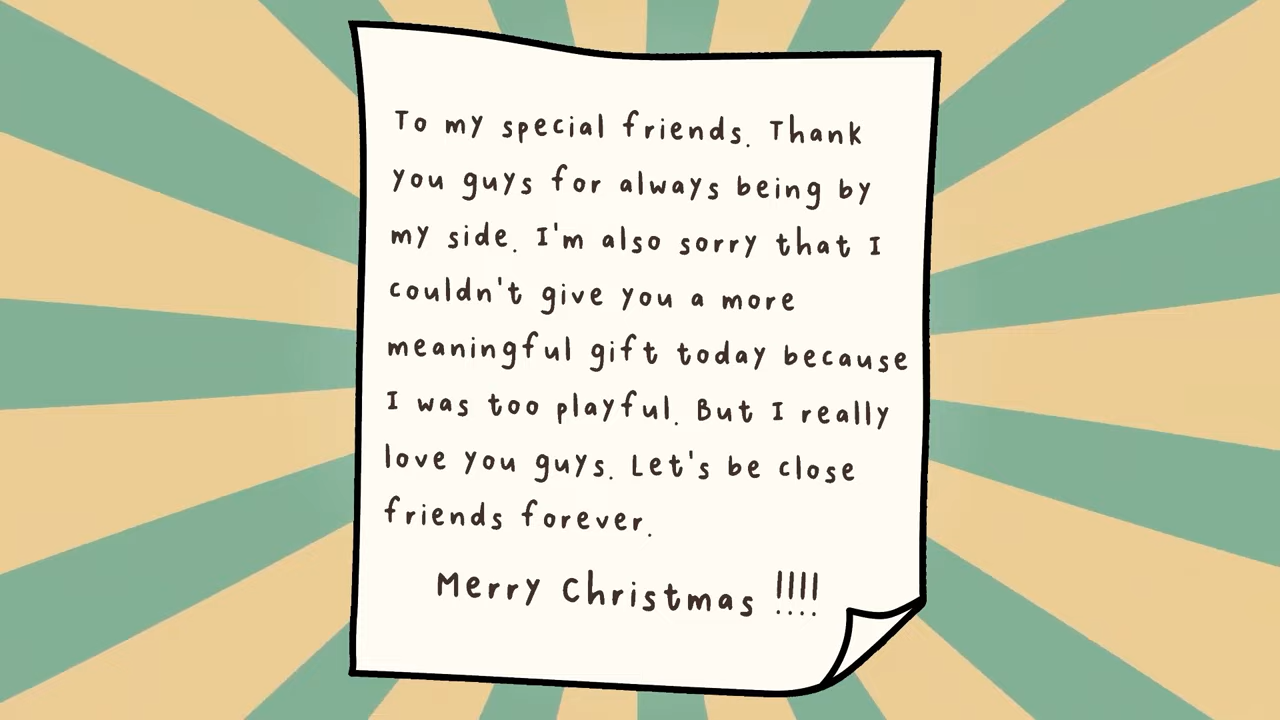 To my special friends. Thank
you guys for always being by
my side. I'm also sorry that I
couldn't give you a more
meaningful gift today because
I was too playful. But I really
love you guys. Let's be close
friends forever.
Merry Christmas !!!!